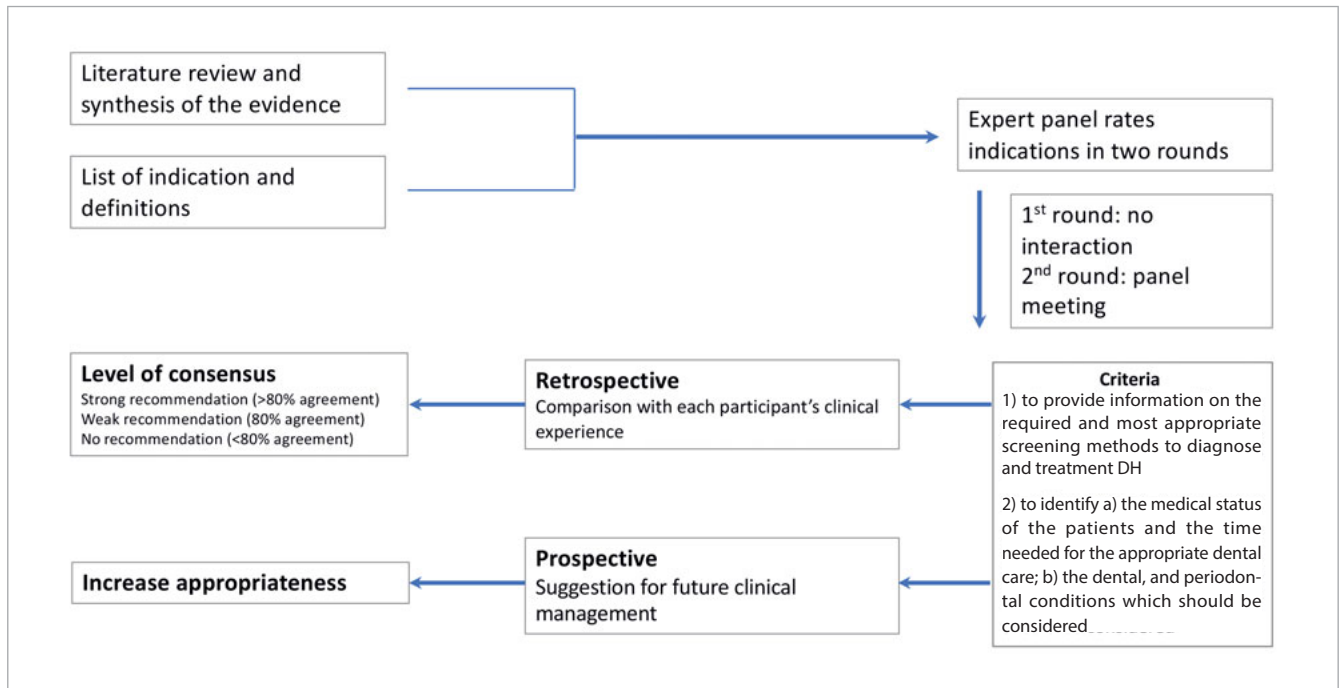 Literature review and
synthesis of the evidence
List of indication and
definitions
Expert panel rates
indications in two rounds
1st round: no
interaction
2nd round: panel
meeting
Level of consensus
Strong recommendation (>80% agreement)
Weak recommendation (80% agreement)
No recommendation (<80% agreement)
Retrospective
Comparison with each participant's clinical
experience
Criteria
1) to provide information on the
required and most appropriate
screening methods to diagnose
and treatment DH
2) to identify a) the medical status
of the patients and the time
needed for the appropriate dental
care; b) the dental, and periodon-
tal conditions which should be
considered
Prospective
Suggestion for future clinical
management
Increase appropriateness